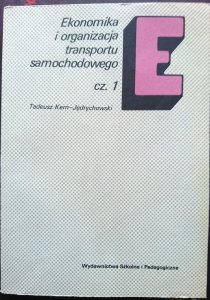 Ekonomika
i organizacja
transportu
samochodowego
cz. 1
E
Tadeusz Kern-Jędrychowski
Wydawnictwa Szkolne i Pedagogiczne